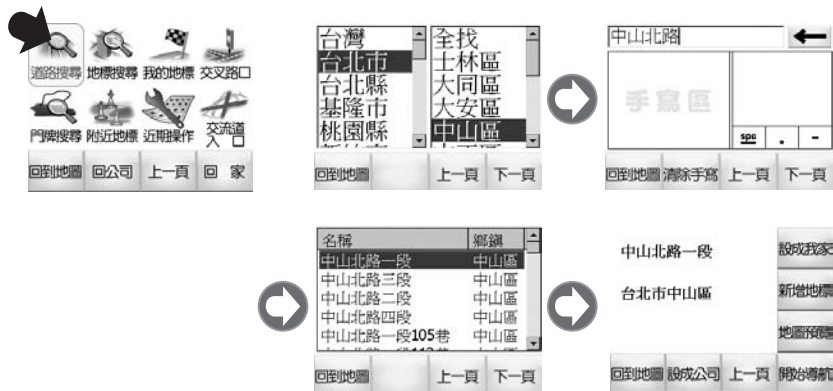 道路搜尋 地標搜尋 我的地標 交叉路口
門牌搜尋 附近地標 近期操作 交流道入口
回到地圖 回公司 上一頁 回 家
台灣 全找
台北市 士林區
台北縣 大同區
基隆市 大安區
桃園縣 中山區
回到地圖 上一頁 下一頁
中山北路
手寫區
spc . -
回到地圖 清除手寫 上一頁 下一頁
名稱 鄉鎮
中山北路一段 中山區
中山北路三段 中山區
中山北路二段 中山區
中山北路四段 中山區
中山北路一段105巷 中山區
回到地圖 上一頁 下一頁
中山北路一段 設成我家
台北市中山區 新增地標
地圖預覽
回到地圖 設成公司 上一頁 開始導航